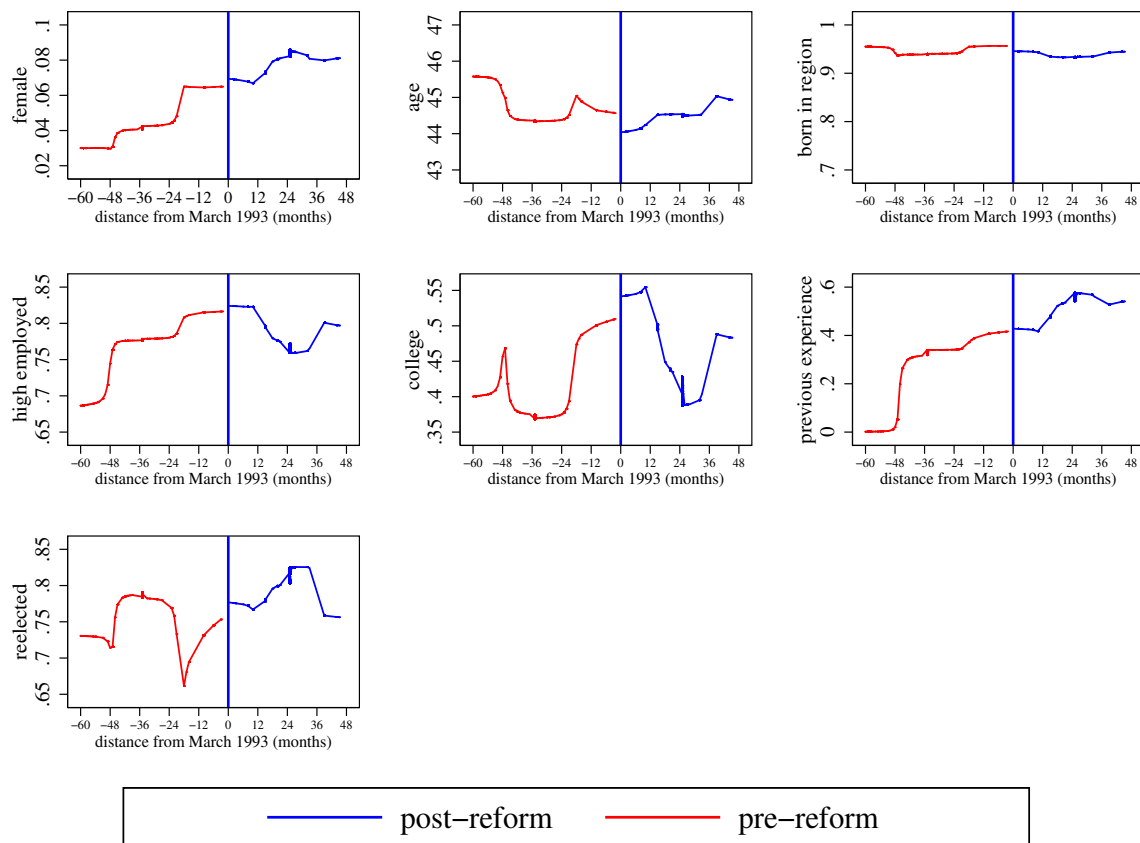 female
.02 .04 .06 .08 .1
−60 −48 −36 −24 −12 0 12 24 36 48
distance from March 1993 (months)
age
43 44 45 46 47
−60 −48 −36 −24 −12 0 12 24 36 48
distance from March 1993 (months)
born in region
.7 .8 .9 1
−60 −48 −36 −24 −12 0 12 24 36 48
distance from March 1993 (months)
high employed
.65 .7 .75 .8 .85
−60 −48 −36 −24 −12 0 12 24 36 48
distance from March 1993 (months)
college
.35 .4 .45 .5 .55
−60 −48 −36 −24 −12 0 12 24 36 48
distance from March 1993 (months)
previous experience
0 .2 .4 .6
−60 −48 −36 −24 −12 0 12 24 36 48
distance from March 1993 (months)
reelected
.65 .7 .75 .8 .85
−60 −48 −36 −24 −12 0 12 24 36 48
distance from March 1993 (months)
post−reform pre−reform